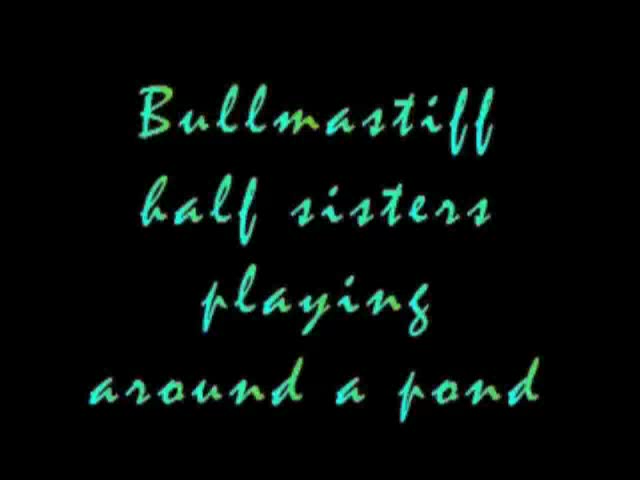 Bullmastiff
half sisters
playing
around a pond